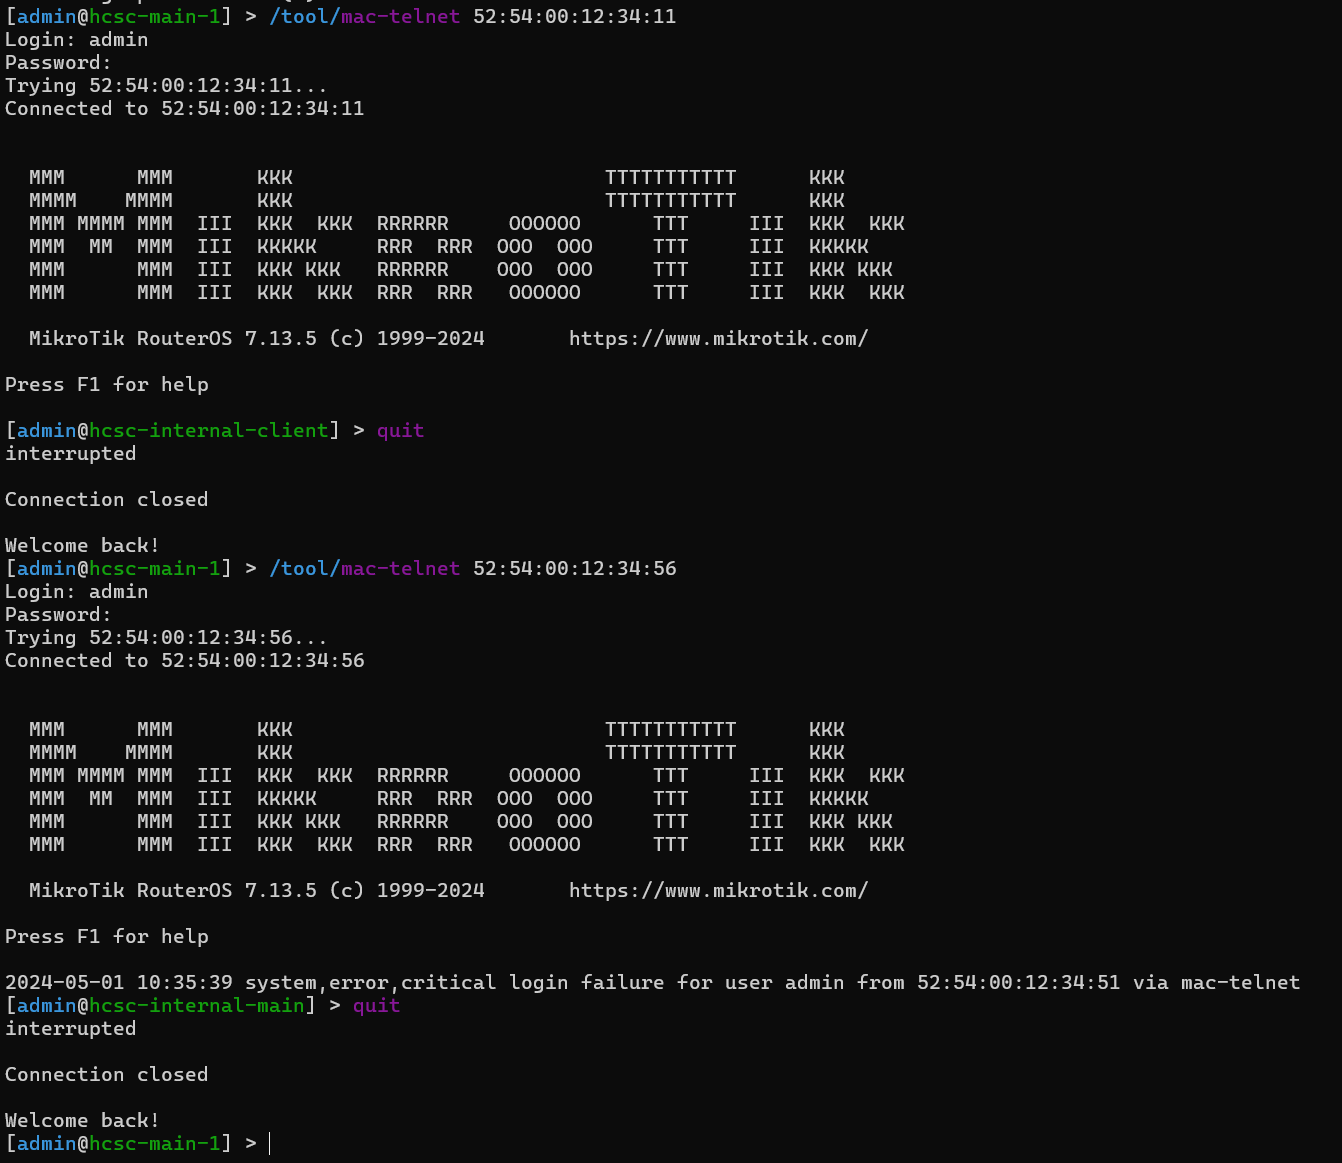 [admin@hcsc-main-1] > /tool/mac-telnet 52:54:00:12:34:11
Login: admin
Password:
Trying 52:54:00:12:34:11...
Connected to 52:54:00:12:34:11
  MMM      MMM       KKK                          TTTTTTTTTTT      KKK
  MMMM    MMMM       KKK                          TTTTTTTTTTT      KKK
  MMM MMMM MMM  III  KKK  KKK  RRRRRR     OOOOOO      TTT     III  KKK  KKK
  MMM  MM  MMM  III  KKKKK     RRR  RRR  OOO  OOO     TTT     III  KKKKK
  MMM      MMM  III  KKK KKK   RRRRRR    OOO  OOO     TTT     III  KKK KKK
  MMM      MMM  III  KKK  KKK  RRR  RRR   OOOOOO      TTT     III  KKK  KKK
  MikroTik RouterOS 7.13.5 (c) 1999-2024       https://www.mikrotik.com/
Press F1 for help
[admin@hcsc-internal-client] > quit
interrupted
Connection closed
Welcome back!
[admin@hcsc-main-1] > /tool/mac-telnet 52:54:00:12:34:56
Login: admin
Password:
Trying 52:54:00:12:34:56...
Connected to 52:54:00:12:34:56
  MMM      MMM       KKK                          TTTTTTTTTTT      KKK
  MMMM    MMMM       KKK                          TTTTTTTTTTT      KKK
  MMM MMMM MMM  III  KKK  KKK  RRRRRR     OOOOOO      TTT     III  KKK  KKK
  MMM  MM  MMM  III  KKKKK     RRR  RRR  OOO  OOO     TTT     III  KKKKK
  MMM      MMM  III  KKK KKK   RRRRRR    OOO  OOO     TTT     III  KKK KKK
  MMM      MMM  III  KKK  KKK  RRR  RRR   OOOOOO      TTT     III  KKK  KKK
  MikroTik RouterOS 7.13.5 (c) 1999-2024       https://www.mikrotik.com/
Press F1 for help
2024-05-01 10:35:39 system,error,critical login failure for user admin from 52:54:00:12:34:51 via mac-telnet
[admin@hcsc-internal-main] > quit
interrupted
Connection closed
Welcome back!
[admin@hcsc-main-1] >